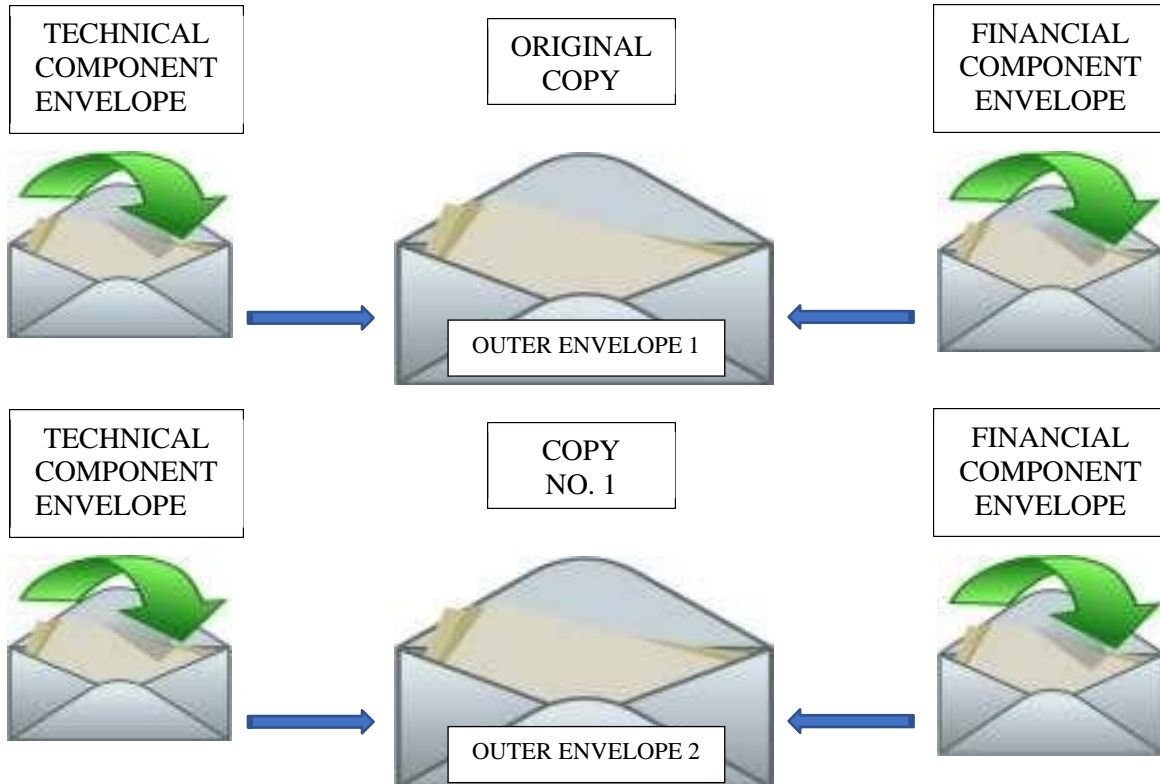 TECHNICAL
COMPONENT
ENVELOPE
ORIGINAL
COPY
FINANCIAL
COMPONENT
ENVELOPE
OUTER ENVELOPE 1
TECHNICAL
COMPONENT
ENVELOPE
COPY
NO. 1
FINANCIAL
COMPONENT
ENVELOPE
OUTER ENVELOPE 2